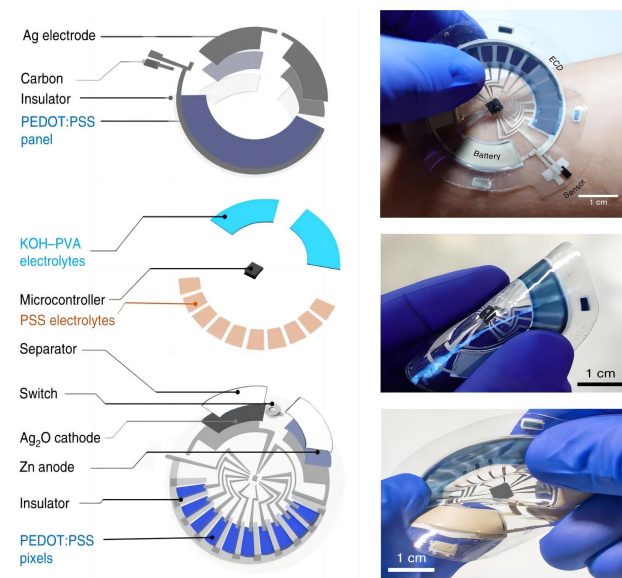 Ag electrode
Carbon
Insulator
PEDOT:PSS
panel
KOH–PVA
electrolytes
Microcontroller
PSS electrolytes
Separator
Switch
Ag₂O cathode
Zn anode
Insulator
PEDOT:PSS
pixels
ECD
Battery
Sensor
1 cm
1 cm
1 cm